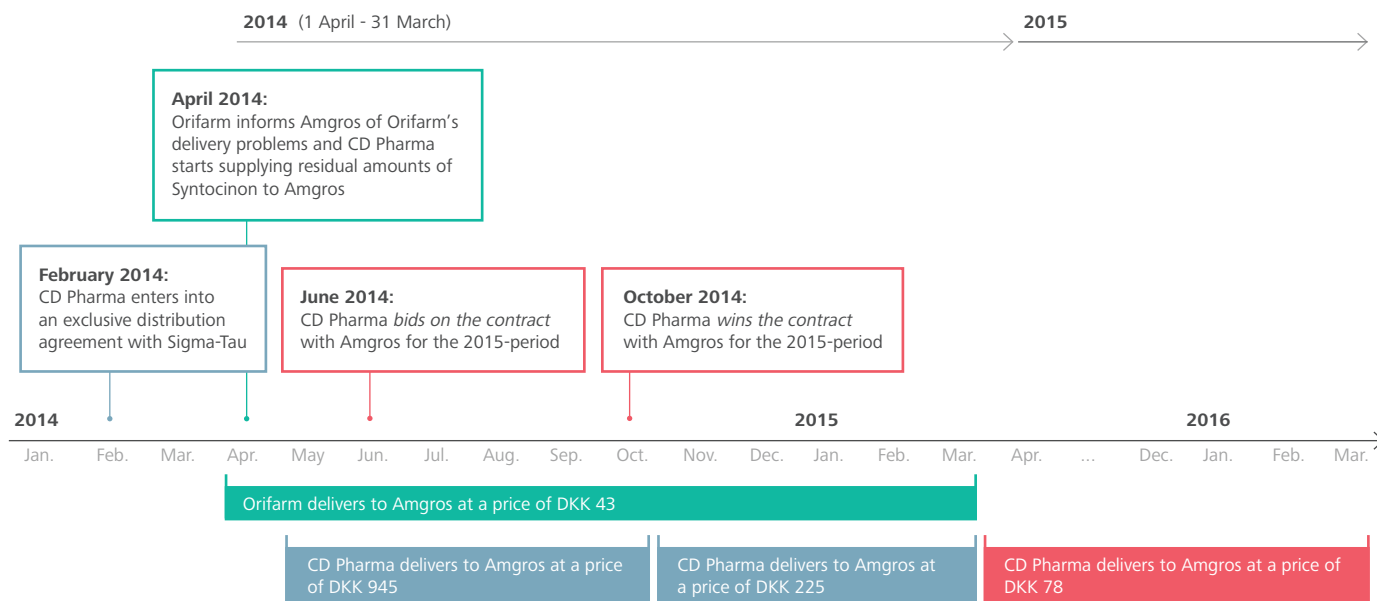 2014 (1 April - 31 March)
2015
April 2014:
Orifarm informs Amgros of Orifarm's
delivery problems and CD Pharma
starts supplying residual amounts of
Syntocinon to Amgros
February 2014:
CD Pharma enters into
an exclusive distribution
agreement with Sigma-Tau
June 2014:
CD Pharma bids on the contract
with Amgros for the 2015-period
October 2014:
CD Pharma wins the contract
with Amgros for the 2015-period
2014
2015
2016
Jan. Feb. Mar. Apr. May Jun. Jul. Aug. Sep. Oct. Nov. Dec. Jan. Feb. Mar. Apr. ... Dec. Jan. Feb. Mar.
Orifarm delivers to Amgros at a price of DKK 43
CD Pharma delivers to Amgros at a price
of DKK 945
CD Pharma delivers to Amgros at
a price of DKK 225
CD Pharma delivers to Amgros at a price of
DKK 78